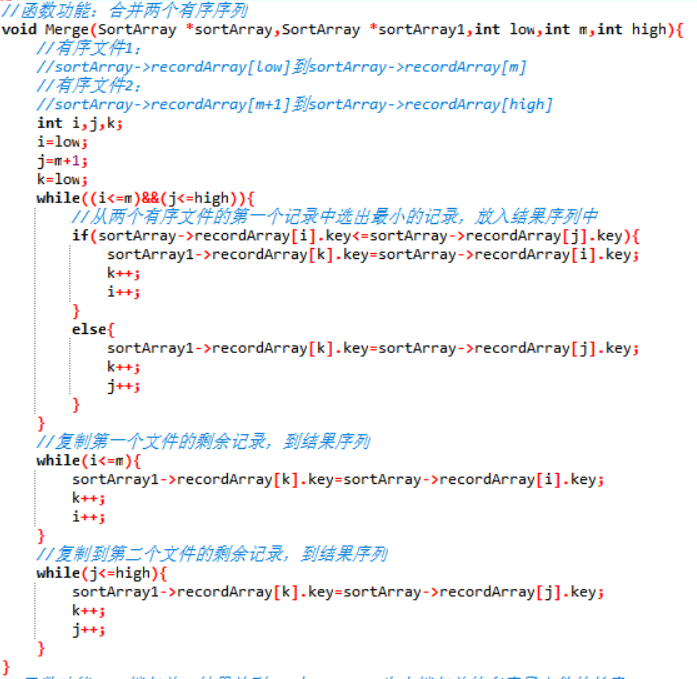 //函数功能：合并两个有序序列
void Merge(SortArray *sortArray,SortArray *sortArray1,int low,int m,int high){
//有序文件1：
//sortArray->recordArray[low]到sortArray->recordArray[m]
//有序文件2：
//sortArray->recordArray[m+1]到sortArray->recordArray[high]
int i,j,k;
i=low;
j=m+1;
k=low;
while((i<=m)&&(j<=high)){
//从两个有序文件的第一个记录中选出最小的记录，放入结果序列中
if(sortArray->recordArray[i].key<=sortArray->recordArray[j].key){
sortArray1->recordArray[k].key=sortArray->recordArray[i].key;
k++;
i++;
}
else{
sortArray1->recordArray[k].key=sortArray->recordArray[j].key;
k++;
j++;
}
}
//复制第一个文件的剩余记录，到结果序列
while(i<=m){
sortArray1->recordArray[k].key=sortArray->recordArray[i].key;
k++;
i++;
}
//复制到第二个文件的剩余记录，到结果序列
while(j<=high){
sortArray1->recordArray[k].key=sortArray->recordArray[j].key;
k++;
j++;
}
}